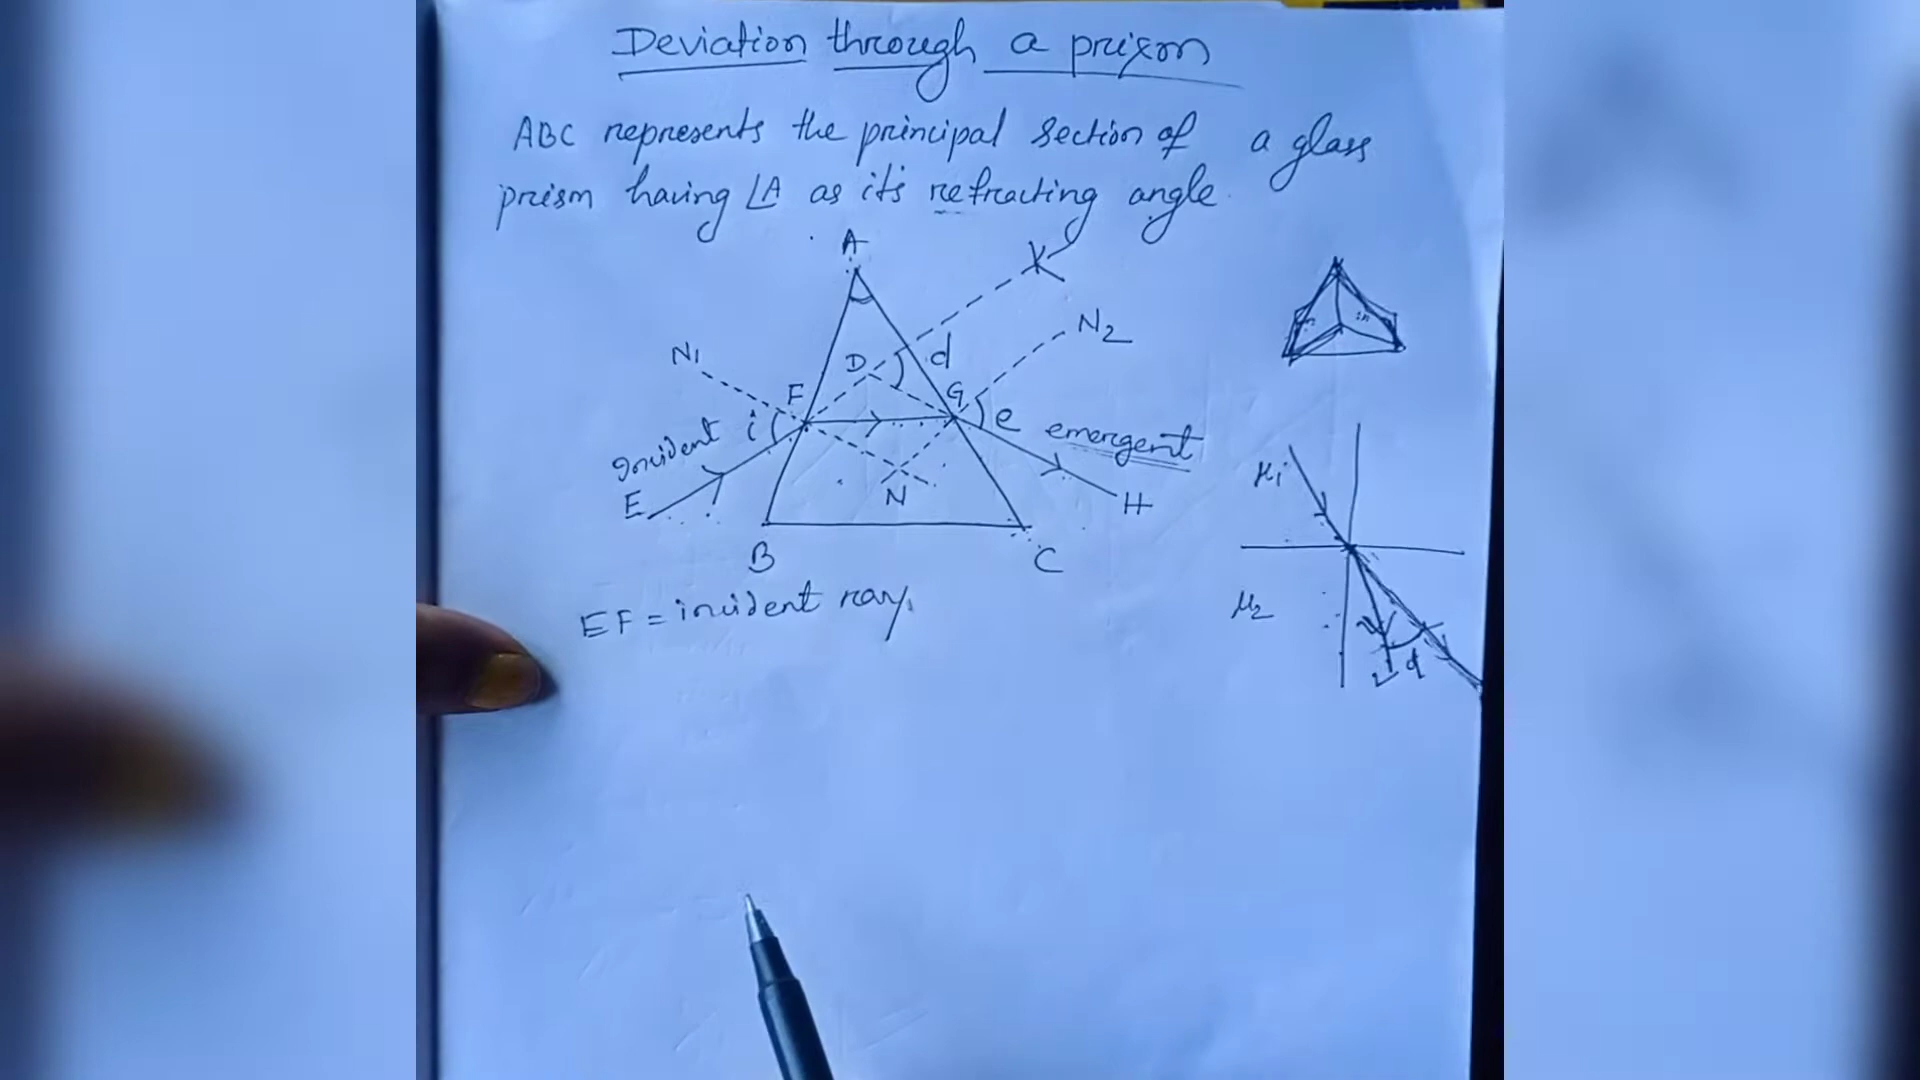 Deviation through a prism
ABC represents the principal section of a glass
prism having ∠A as its refracting angle.
A
K
N1
N2
D
d
F
G
i
e
Incident
emergent
E
N
H
B
C
EF = incident ray,
μ1
μ2
d